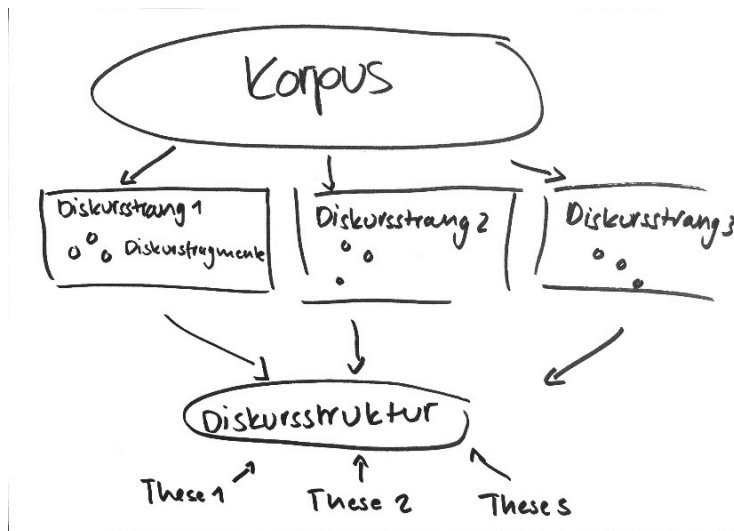 Korpus
Diskursstrang 1
Diskursfragmente
Diskursstrang 2
Diskursstrang 3
Diskursstruktur
These 1
These 2
These 3